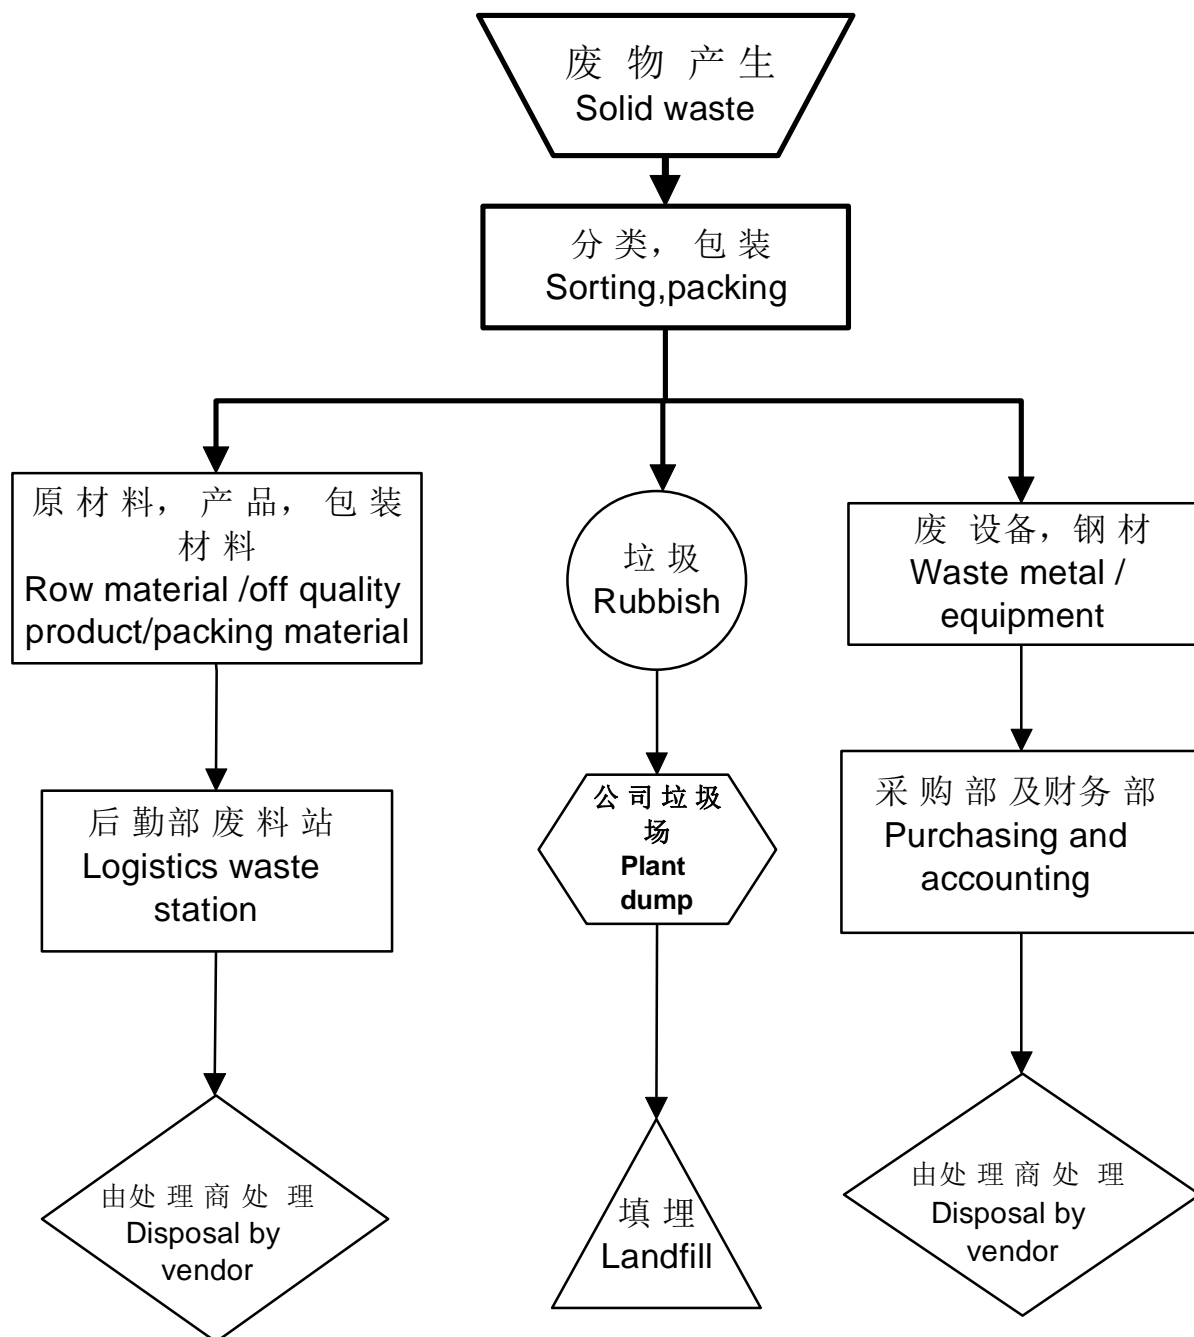 废 物 产 生
Solid waste
分 类， 包 装
Sorting,packing
原 材 料， 产 品， 包 装
材 料
Row material /off quality
product/packing material
垃 圾
Rubbish
废 设备，钢 材
Waste metal /
equipment
后 勤部 废 料 站
Logistics waste
station
公 司 垃 圾
场
Plant
dump
采 购 部 及财务 部
Purchasing and
accounting
由处 理 商 处 理
Disposal by
vendor
填 埋
Landfill
由处 理 商处 理
Disposal by
vendor